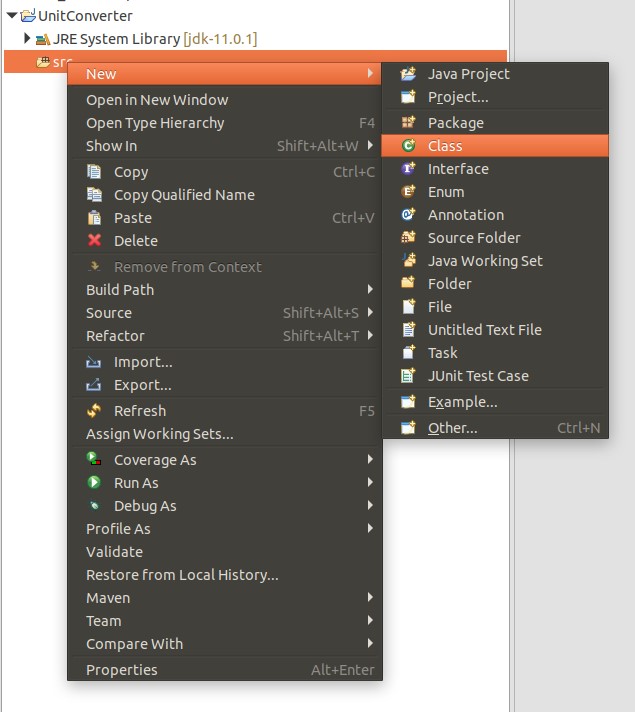 UnitConverter
JRE System Library [jdk-11.0.1]
src
New
Open in New Window
Open Type Hierarchy F4
Show In Shift+Alt+W
Copy Ctrl+C
Copy Qualified Name
Paste Ctrl+V
Delete
Remove from Context
Build Path
Source Shift+Alt+S
Refactor Shift+Alt+T
Import...
Export...
Refresh F5
Assign Working Sets...
Coverage As
Run As
Debug As
Profile As
Validate
Restore from Local History...
Maven
Team
Compare With
Properties Alt+Enter
Java Project
Project...
Package
Class
Interface
Enum
Annotation
Source Folder
Java Working Set
Folder
File
Untitled Text File
Task
JUnit Test Case
Example...
Other... Ctrl+N